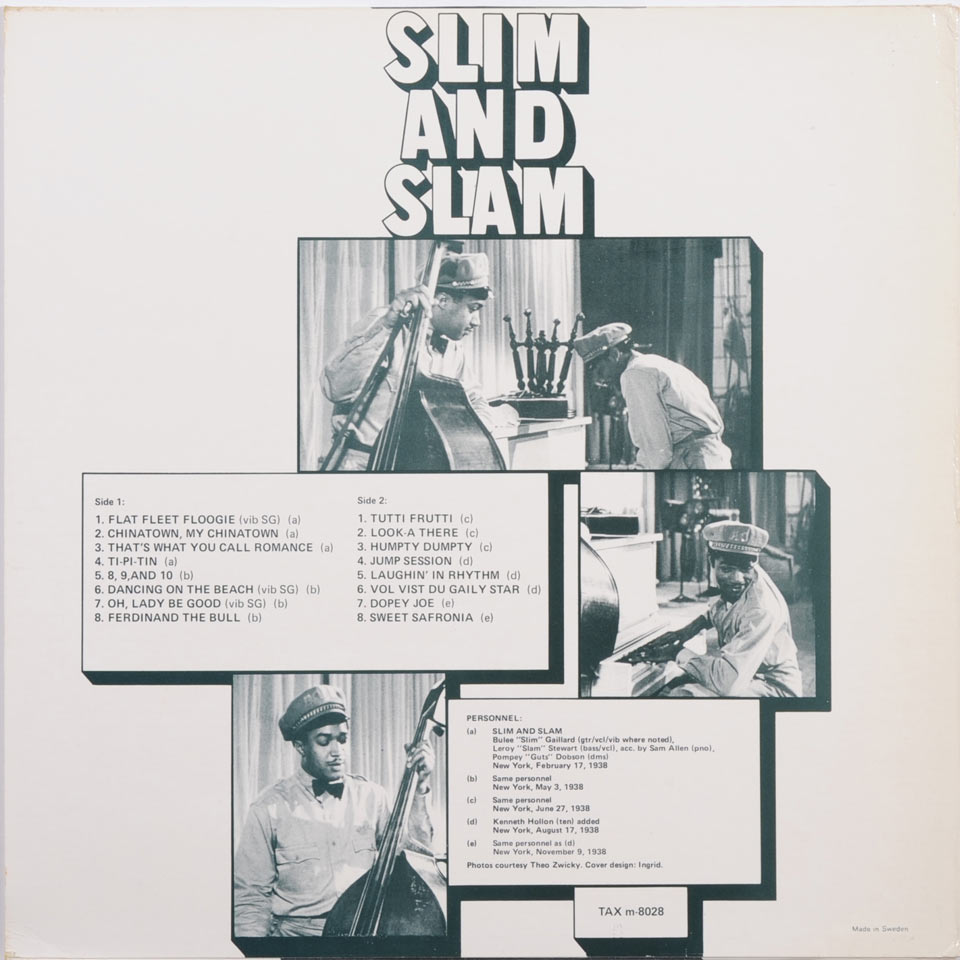 SLIM
AND
SLAM
Side 1:
1. FLAT FLEET FLOOGIE (vib SG) (a)
2. CHINATOWN, MY CHINATOWN (a)
3. THAT'S WHAT YOU CALL ROMANCE (a)
4. TI-PI-TIN (a)
5. 8, 9,AND 10 (b)
6. DANCING ON THE BEACH (vib SG) (b)
7. OH, LADY BE GOOD (vib SG) (b)
8. FERDINAND THE BULL (b)
Side 2:
1. TUTTI FRUTTI (c)
2. LOOK-A THERE (c)
3. HUMPTY DUMPTY (c)
4. JUMP SESSION (d)
5. LAUGHIN' IN RHYTHM (d)
6. VOL VIST DU GAILY STAR (d)
7. DOPEY JOE (e)
8. SWEET SAFRONIA (e)
PERSONNEL:
(a) SLIM AND SLAM
Bulee "Slim" Gaillard (gtr/vcl/vib where noted),
Leroy "Slam" Stewart (bass/vcl), acc. by Sam Allen (pno),
Pompey "Guts" Dobson (dms)
New York, February 17, 1938
(b) Same personnel
New York, May 3, 1938
(c) Same personnel
New York, June 27, 1938
(d) Kenneth Hollon (ten) added
New York, August 17, 1938
(e) Same personnel as (d)
New York, November 9, 1938
Photos courtesy Theo Zwicky. Cover design: Ingrid.
TAX m-8028
Made in Sweden